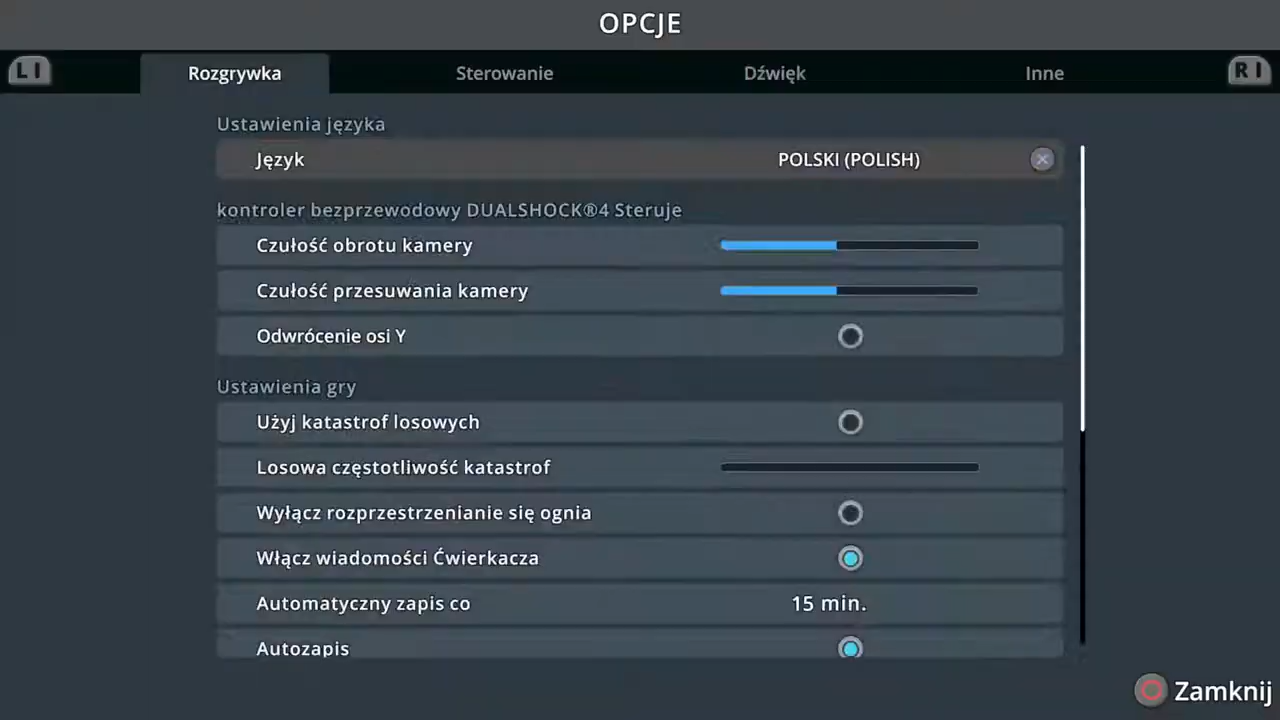 OPCJE
L1 Rozgrywka Sterowanie Dźwięk Inne R1
Ustawienia języka
Język POLSKI (POLISH)
kontroler bezprzewodowy DUALSHOCK®4 Steruje
Czułość obrotu kamery
Czułość przesuwania kamery
Odwrócenie osi Y
Ustawienia gry
Użyj katastrof losowych
Losowa częstotliwość katastrof
Wyłącz rozprzestrzenianie się ognia
Włącz wiadomości Ćwierkacza
Automatyczny zapis co 15 min.
Autozapis
Zamknij